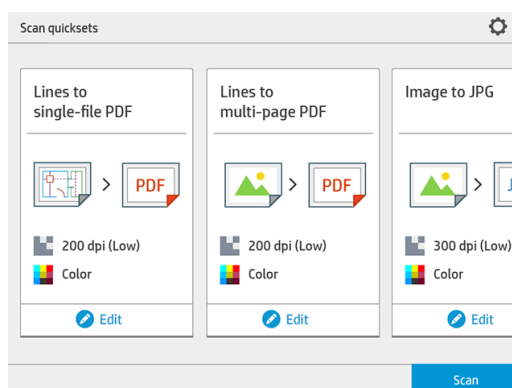 Scan quicksets
Lines to
single-file PDF
PDF
200 dpi (Low)
Color
Edit
Lines to
multi-page PDF
PDF
200 dpi (Low)
Color
Edit
Image to JPG
J
300 dpi (Low)
Color
Edit
Scan